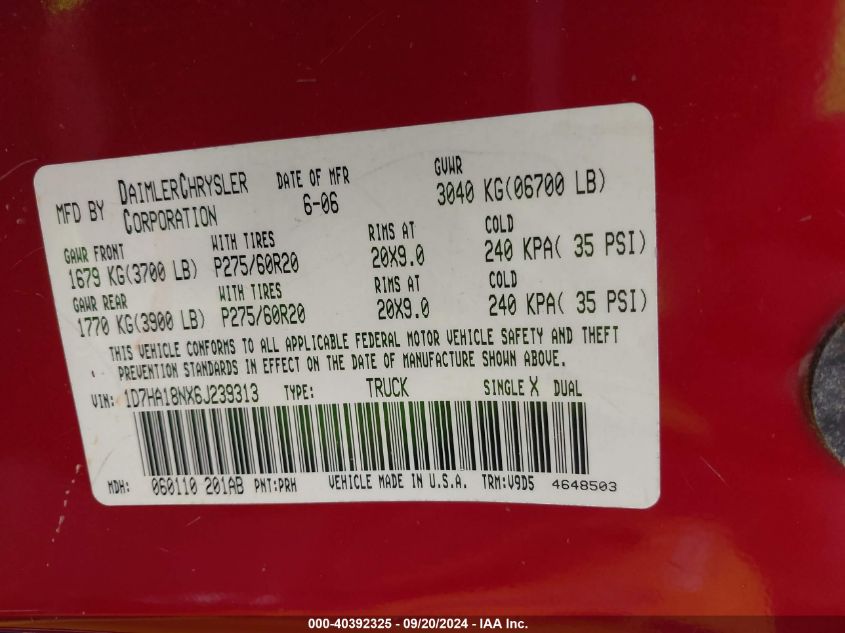 MFD BY DAIMLERCHRYSLER CORPORATION DATE OF MFR 6-06 GVWR 3040 KG(06700 LB)
GAWR FRONT WITH TIRES RIMS AT COLD
1679 KG(3700 LB) P275/60R20 20X9.0 240 KPA( 35 PSI)
GAWR REAR WITH TIRES RIMS AT COLD
1770 KG(3900 LB) P275/60R20 20X9.0 240 KPA( 35 PSI)
THIS VEHICLE CONFORMS TO ALL APPLICABLE FEDERAL MOTOR VEHICLE SAFETY AND THEFT
PREVENTION STANDARDS IN EFFECT ON THE DATE OF MANUFACTURE SHOWN ABOVE.
VIN: 1D7HA18NX6J239313 TYPE: TRUCK SINGLE X DUAL
MDH: 060110 201AB PNT:PRH VEHICLE MADE IN U.S.A. TRM:V9D5 4648503
000-40392325 - 09/20/2024 - IAA Inc.